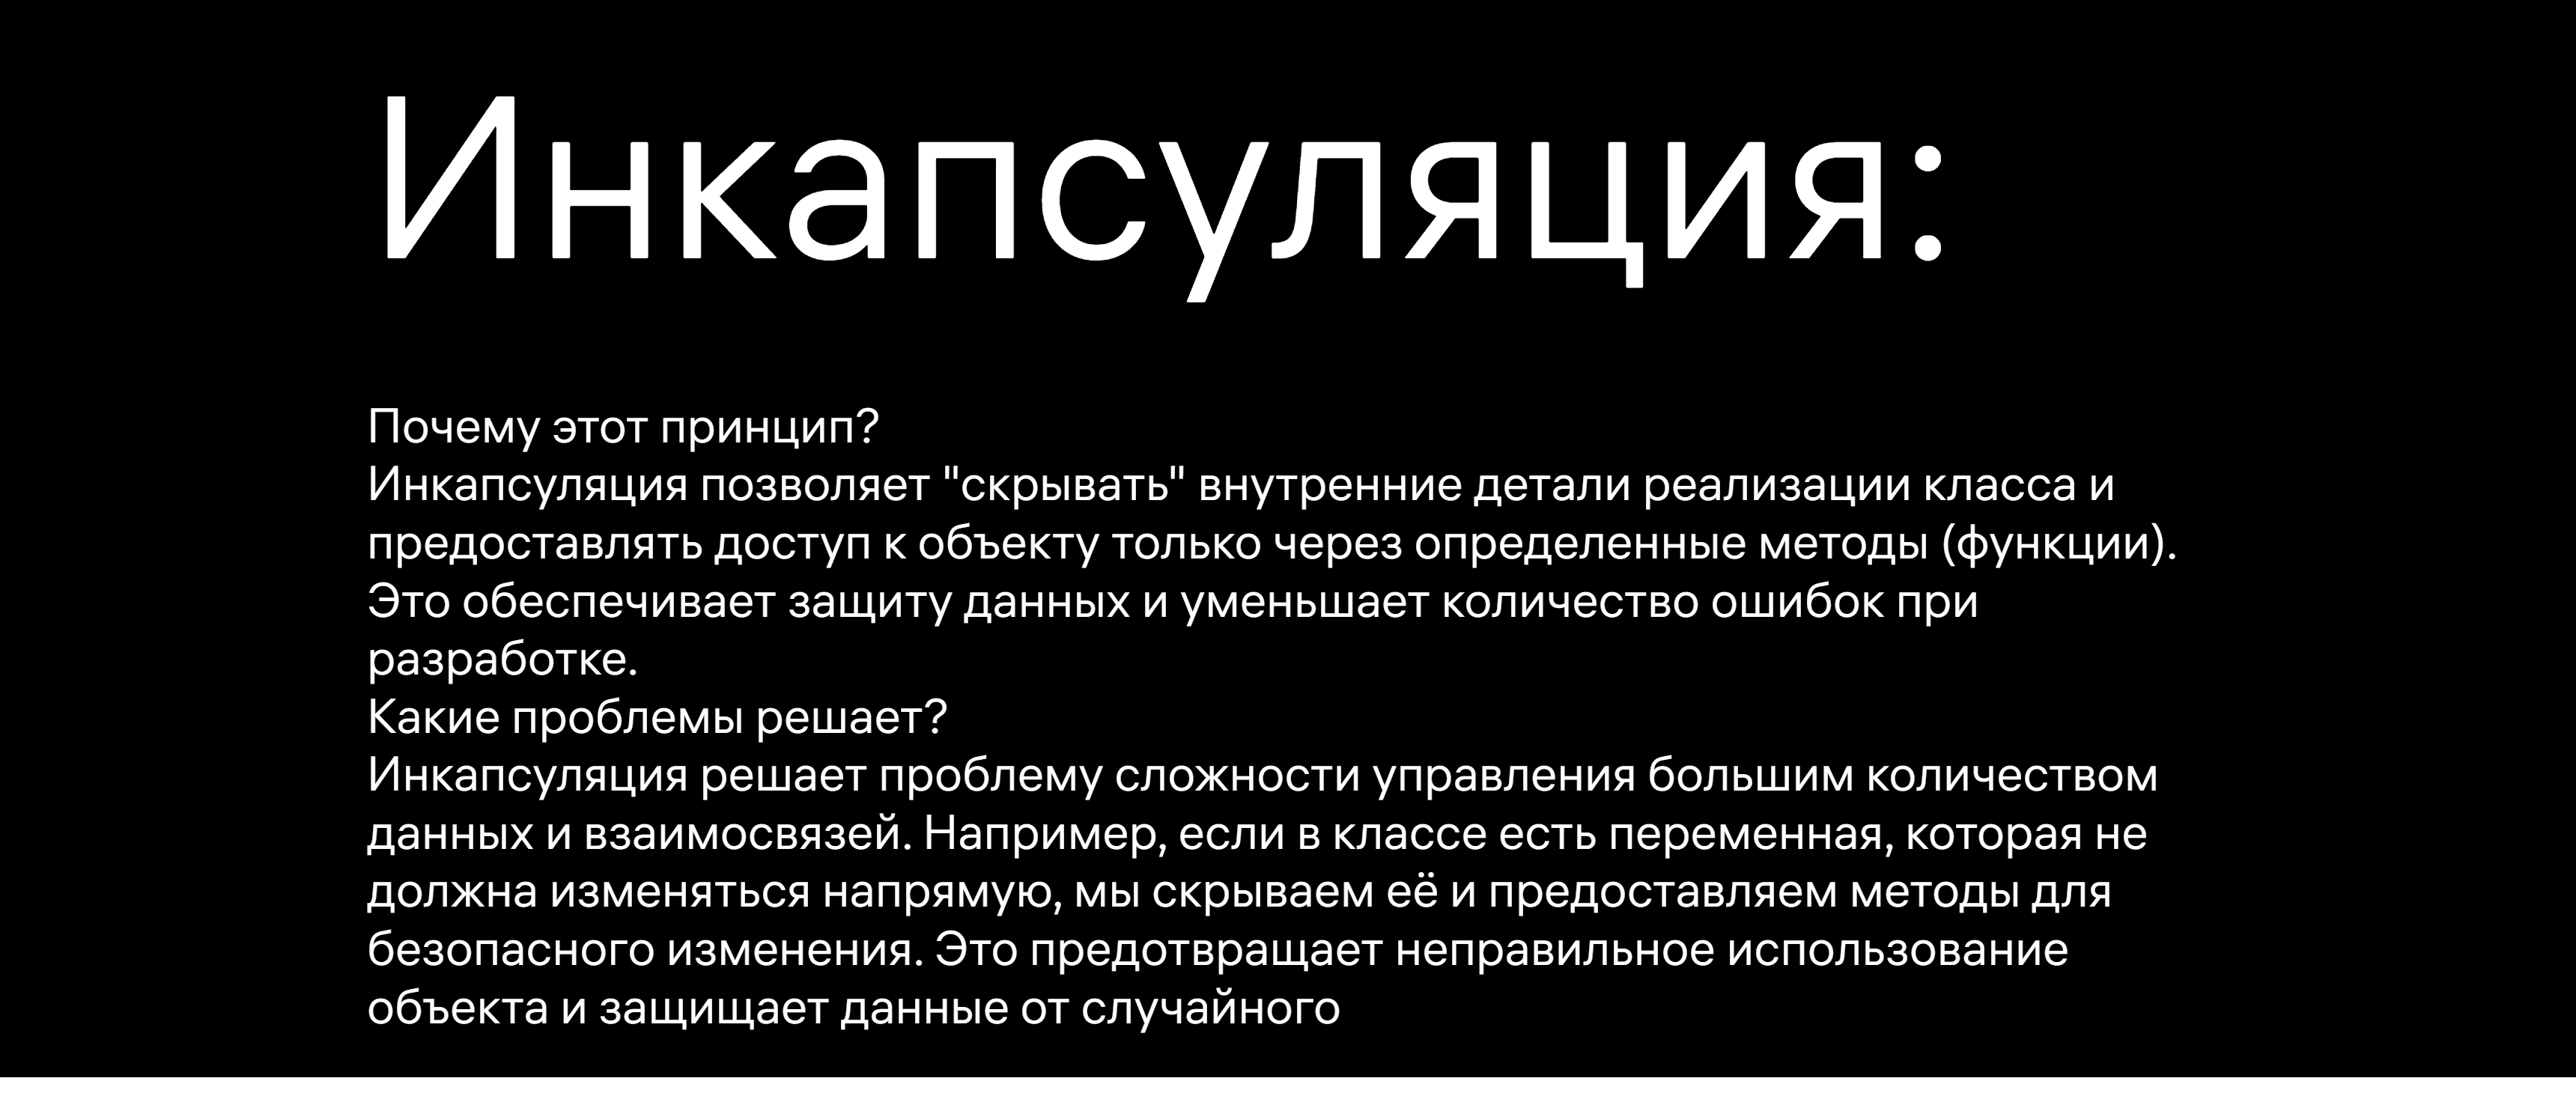 Инкапсуляция:
Почему этот принцип?
Инкапсуляция позволяет "скрывать" внутренние детали реализации класса и
предоставлять доступ к объекту только через определенные методы (функции).
Это обеспечивает защиту данных и уменьшает количество ошибок при
разработке.
Какие проблемы решает?
Инкапсуляция решает проблему сложности управления большим количеством
данных и взаимосвязей. Например, если в классе есть переменная, которая не
должна изменяться напрямую, мы скрываем её и предоставляем методы для
безопасного изменения. Это предотвращает неправильное использование
объекта и защищает данные от случайного